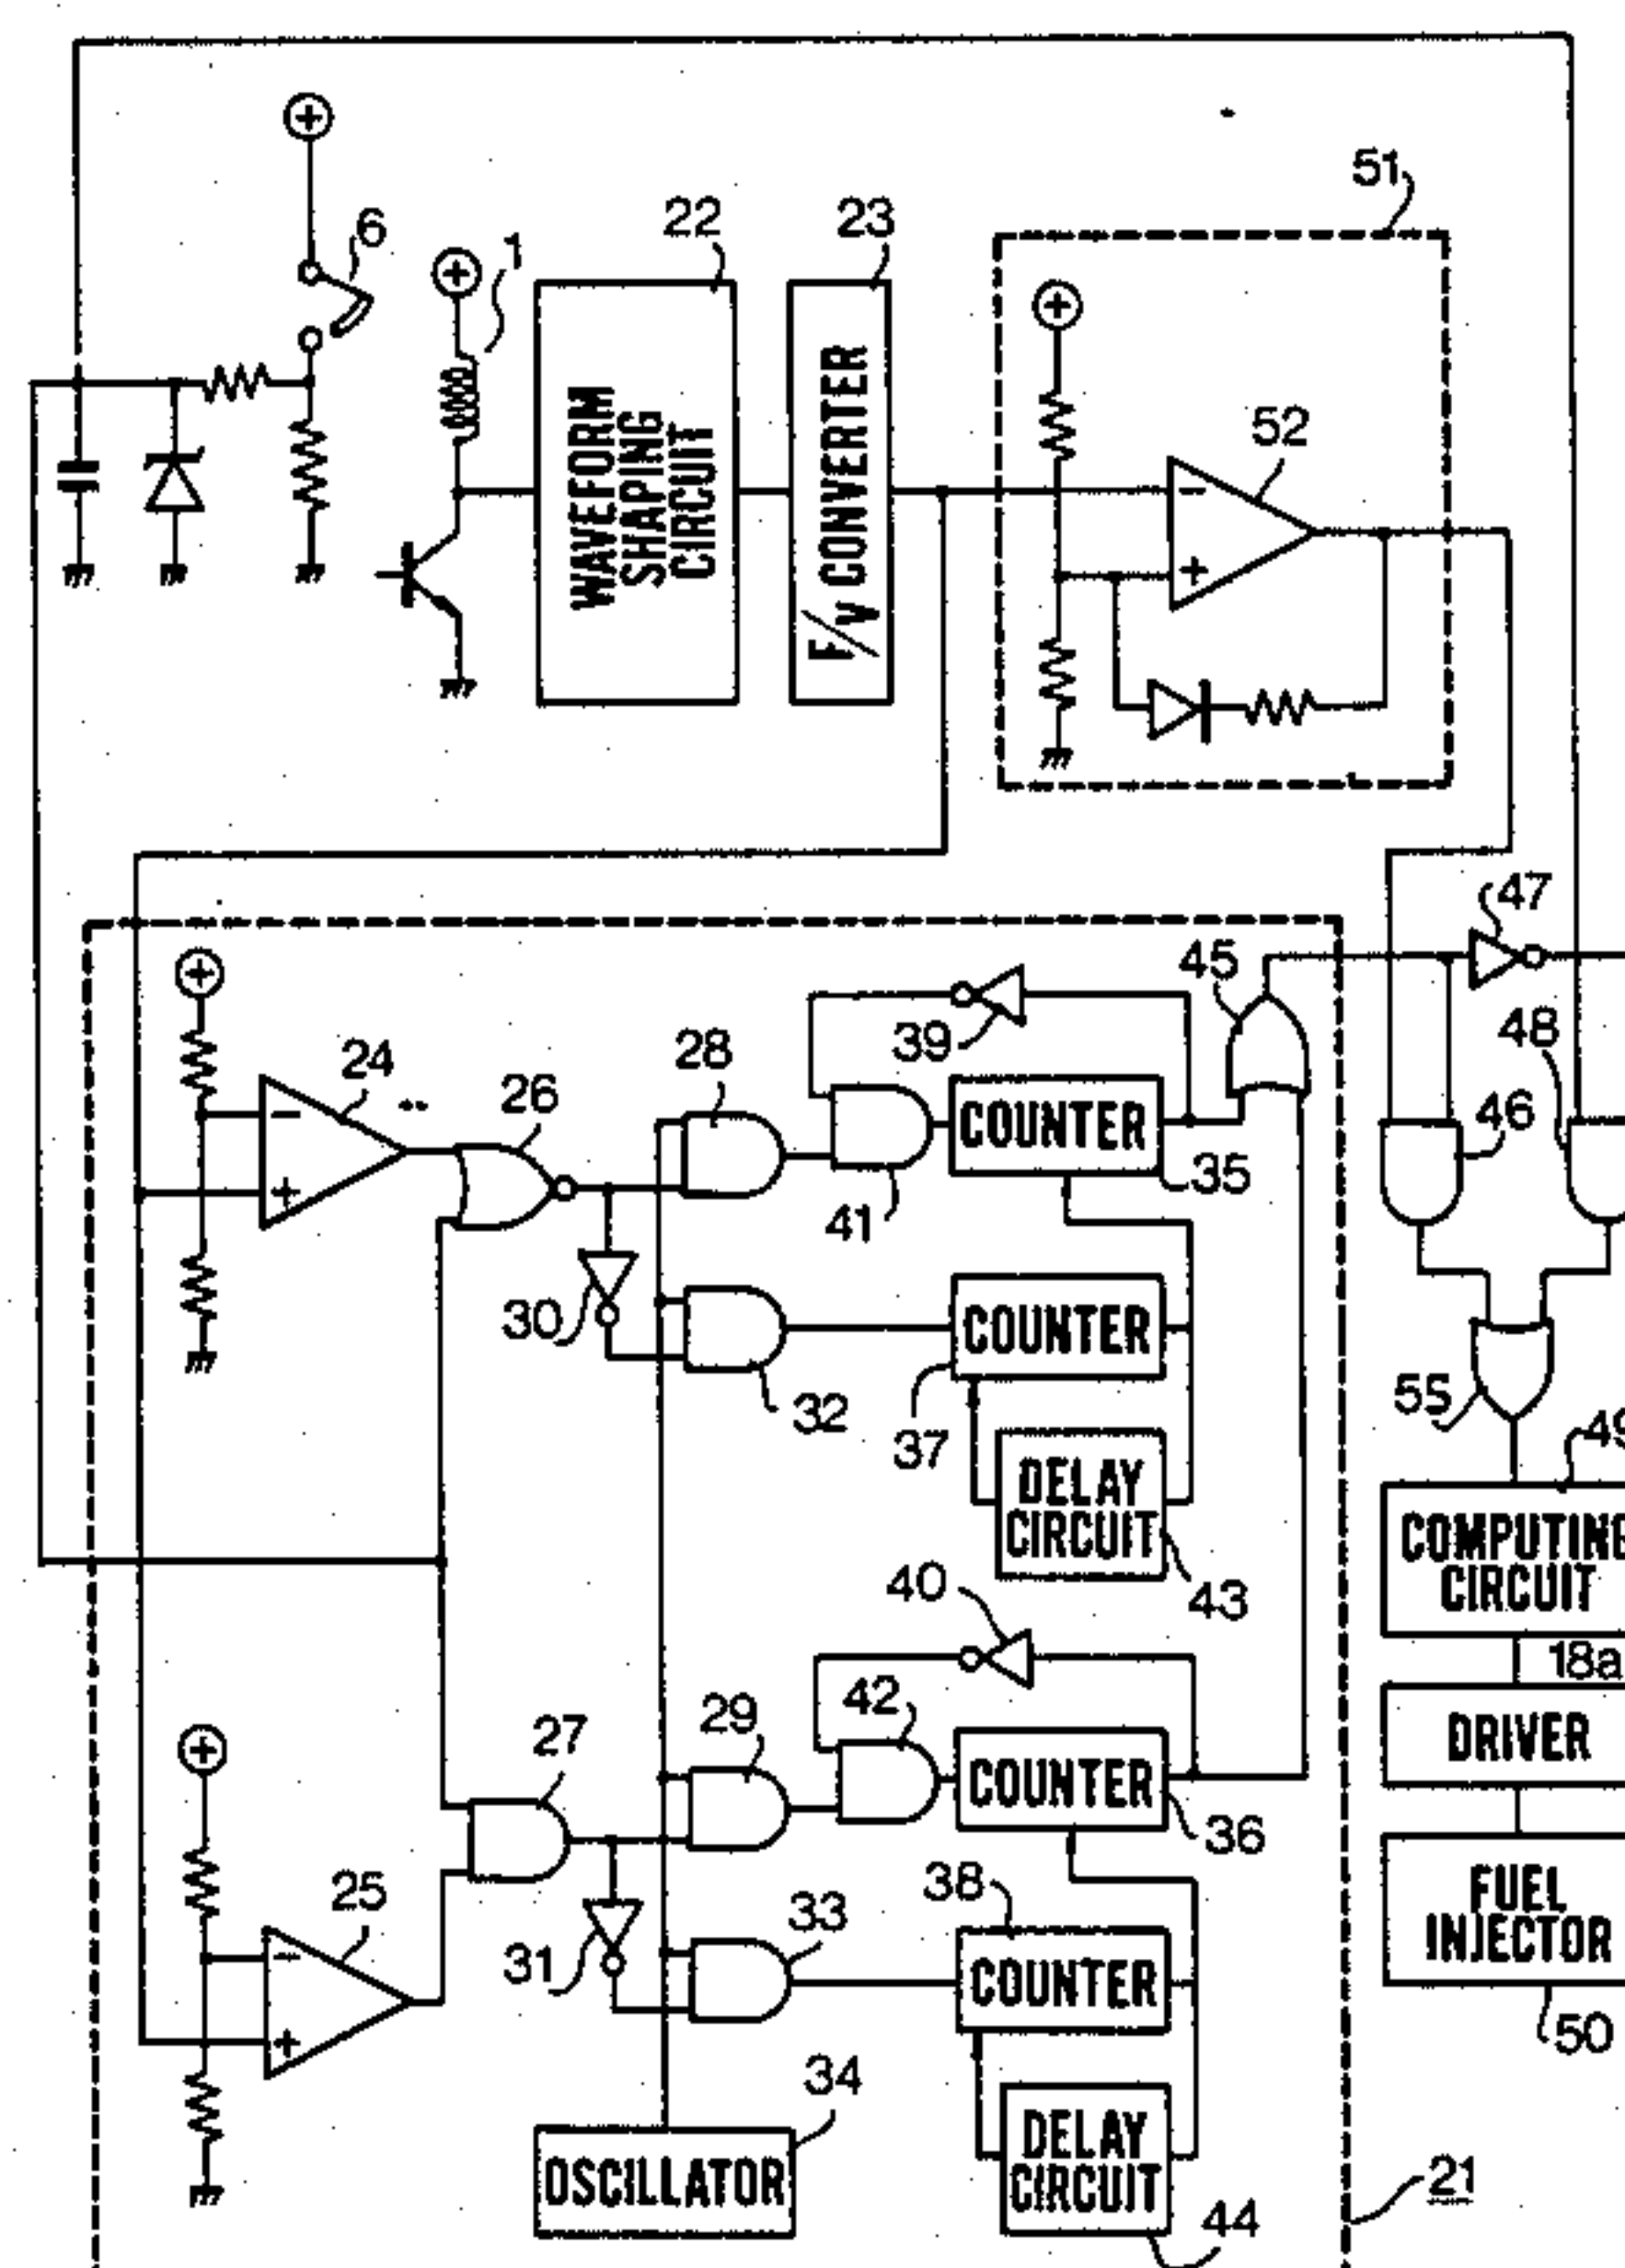 51
6
22
23
1
+
+
+
52
WAVEFORM
SHAPING
CIRCUIT
F/V CONVERTER
−
+
47
45
39
+
24
28
26
48
46
−
+
COUNTER
35
41
30
COUNTER
32
37
55
49
DELAY
CIRCUIT
43
COMPUTING
CIRCUIT
40
18a
42
29
27
+
DRIVER
COUNTER
36
25
38
33
FUEL
INJECTOR
−
+
31
COUNTER
50
34
DELAY
CIRCUIT
OSCILLATOR
21
44